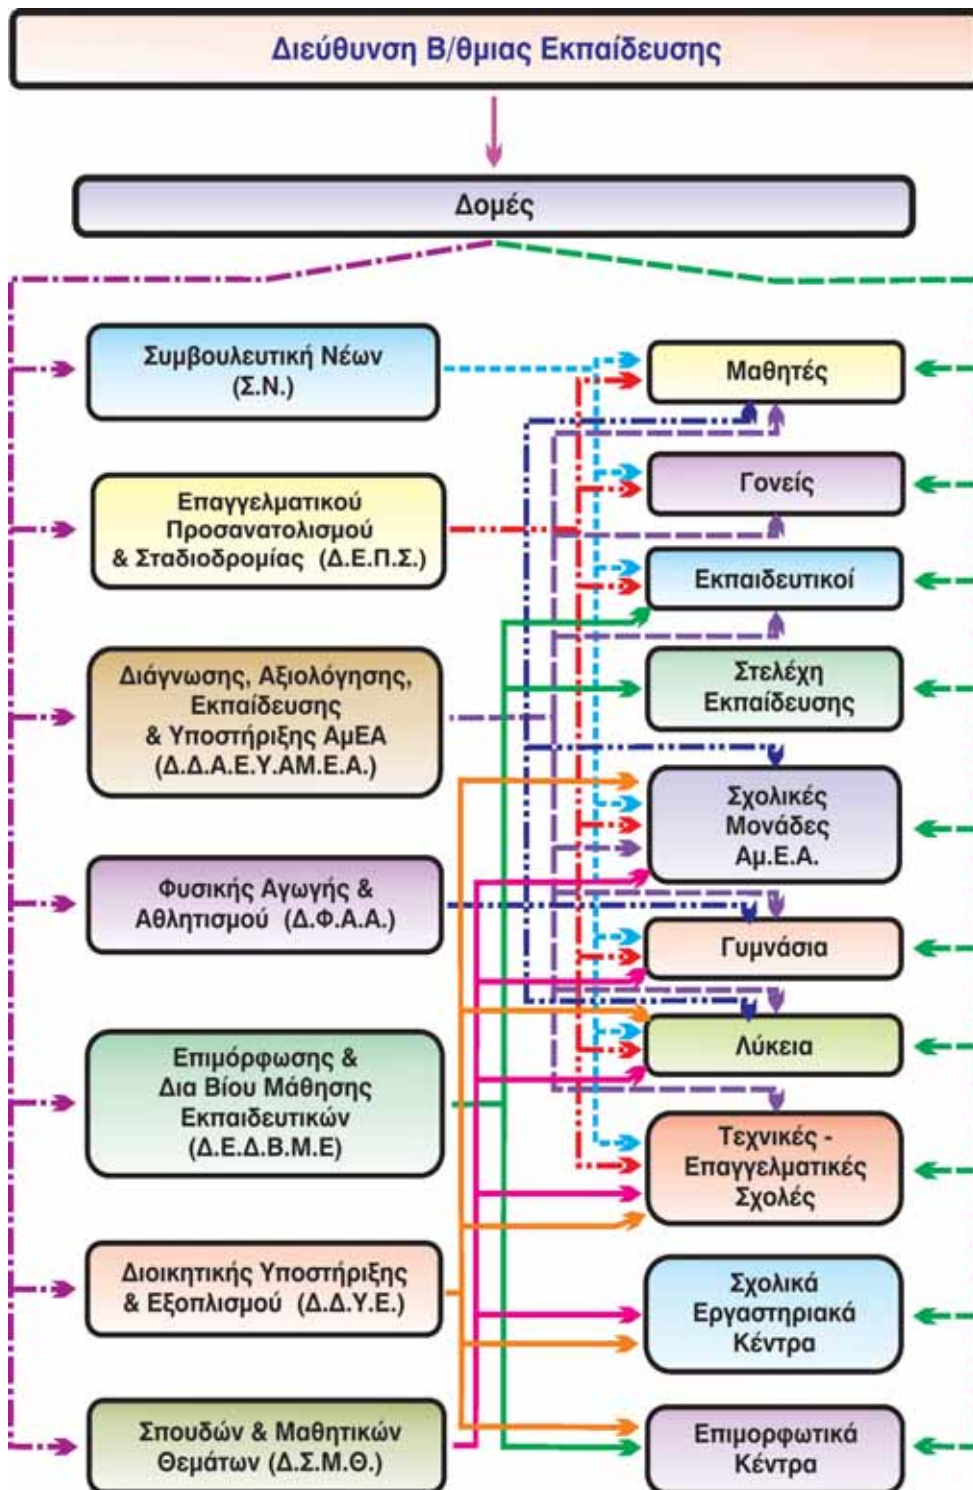 Διεύθυνση Β/θμιας Εκπαίδευσης
Δομές
Συμβουλευτική Νέων
(Σ.Ν.)
Επαγγελματικού
Προσανατολισμού
& Σταδιοδρομίας (Δ.Ε.Π.Σ.)
Διάγνωσης, Αξιολόγησης,
Εκπαίδευσης
& Υποστήριξης ΑμΕΑ
(Δ.Δ.Α.Ε.Υ.ΑΜ.Ε.Α.)
Φυσικής Αγωγής &
Αθλητισμού (Δ.Φ.Α.Α.)
Επιμόρφωσης &
Δια Βίου Μάθησης
Εκπαιδευτικών
(Δ.Ε.Δ.Β.Μ.Ε)
Διοικητικής Υποστήριξης
& Εξοπλισμού (Δ.Δ.Υ.Ε.)
Σπουδών & Μαθητικών
Θεμάτων (Δ.Σ.Μ.Θ.)
Μαθητές
Γονείς
Εκπαιδευτικοί
Στελέχη
Εκπαίδευσης
Σχολικές
Μονάδες
Αμ.Ε.Α.
Γυμνάσια
Λύκεια
Τεχνικές -
Επαγγελματικές
Σχολές
Σχολικά
Εργαστηριακά
Κέντρα
Επιμορφωτικά
Κέντρα